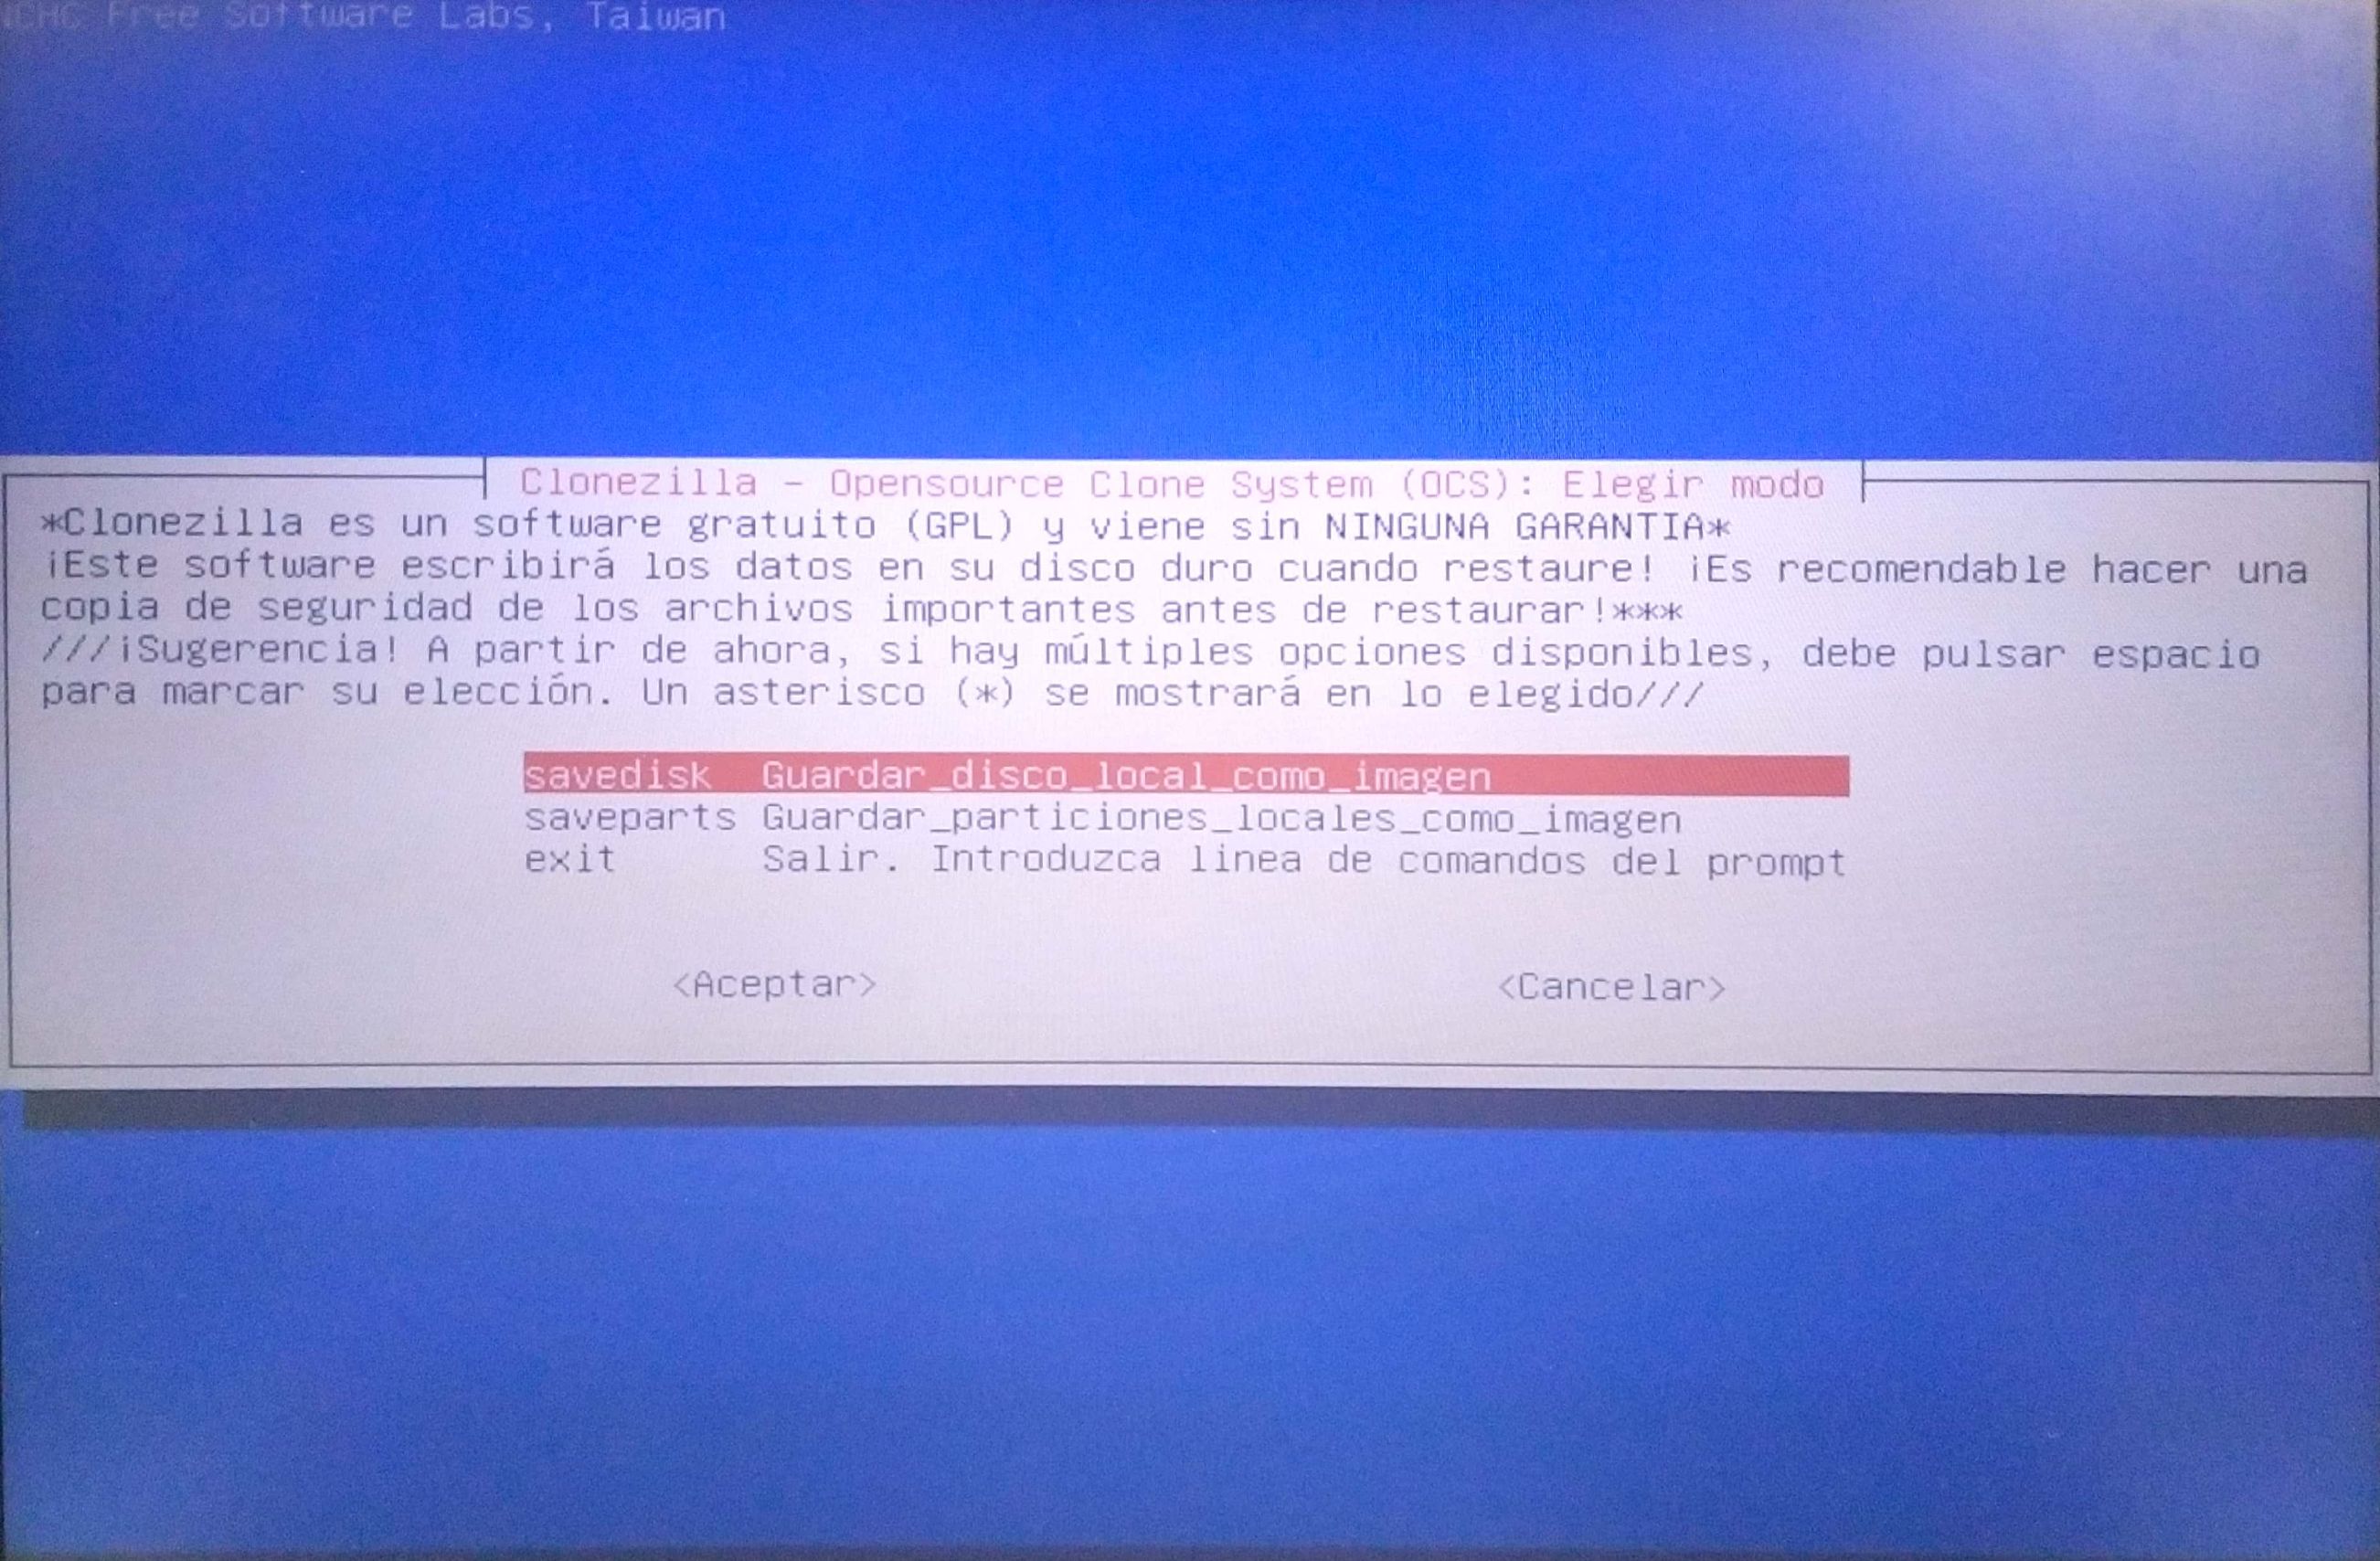 NCHC Free Software Labs, Taiwan
Clonezilla - Opensource Clone System (OCS): Elegir modo
*Clonezilla es un software gratuito (GPL) y viene sin NINGUNA GARANTIA*
¡Este software escribirá los datos en su disco duro cuando restaure! ¡Es recomendable hacer una
copia de seguridad de los archivos importantes antes de restaurar!***
///¡Sugerencia! A partir de ahora, si hay múltiples opciones disponibles, debe pulsar espacio
para marcar su elección. Un asterisco (*) se mostrará en lo elegido///
savedisk Guardar_disco_local_como_imagen
saveparts Guardar_particiones_locales_como_imagen
exit Salir. Introduzca linea de comandos del prompt
<Aceptar> <Cancelar>